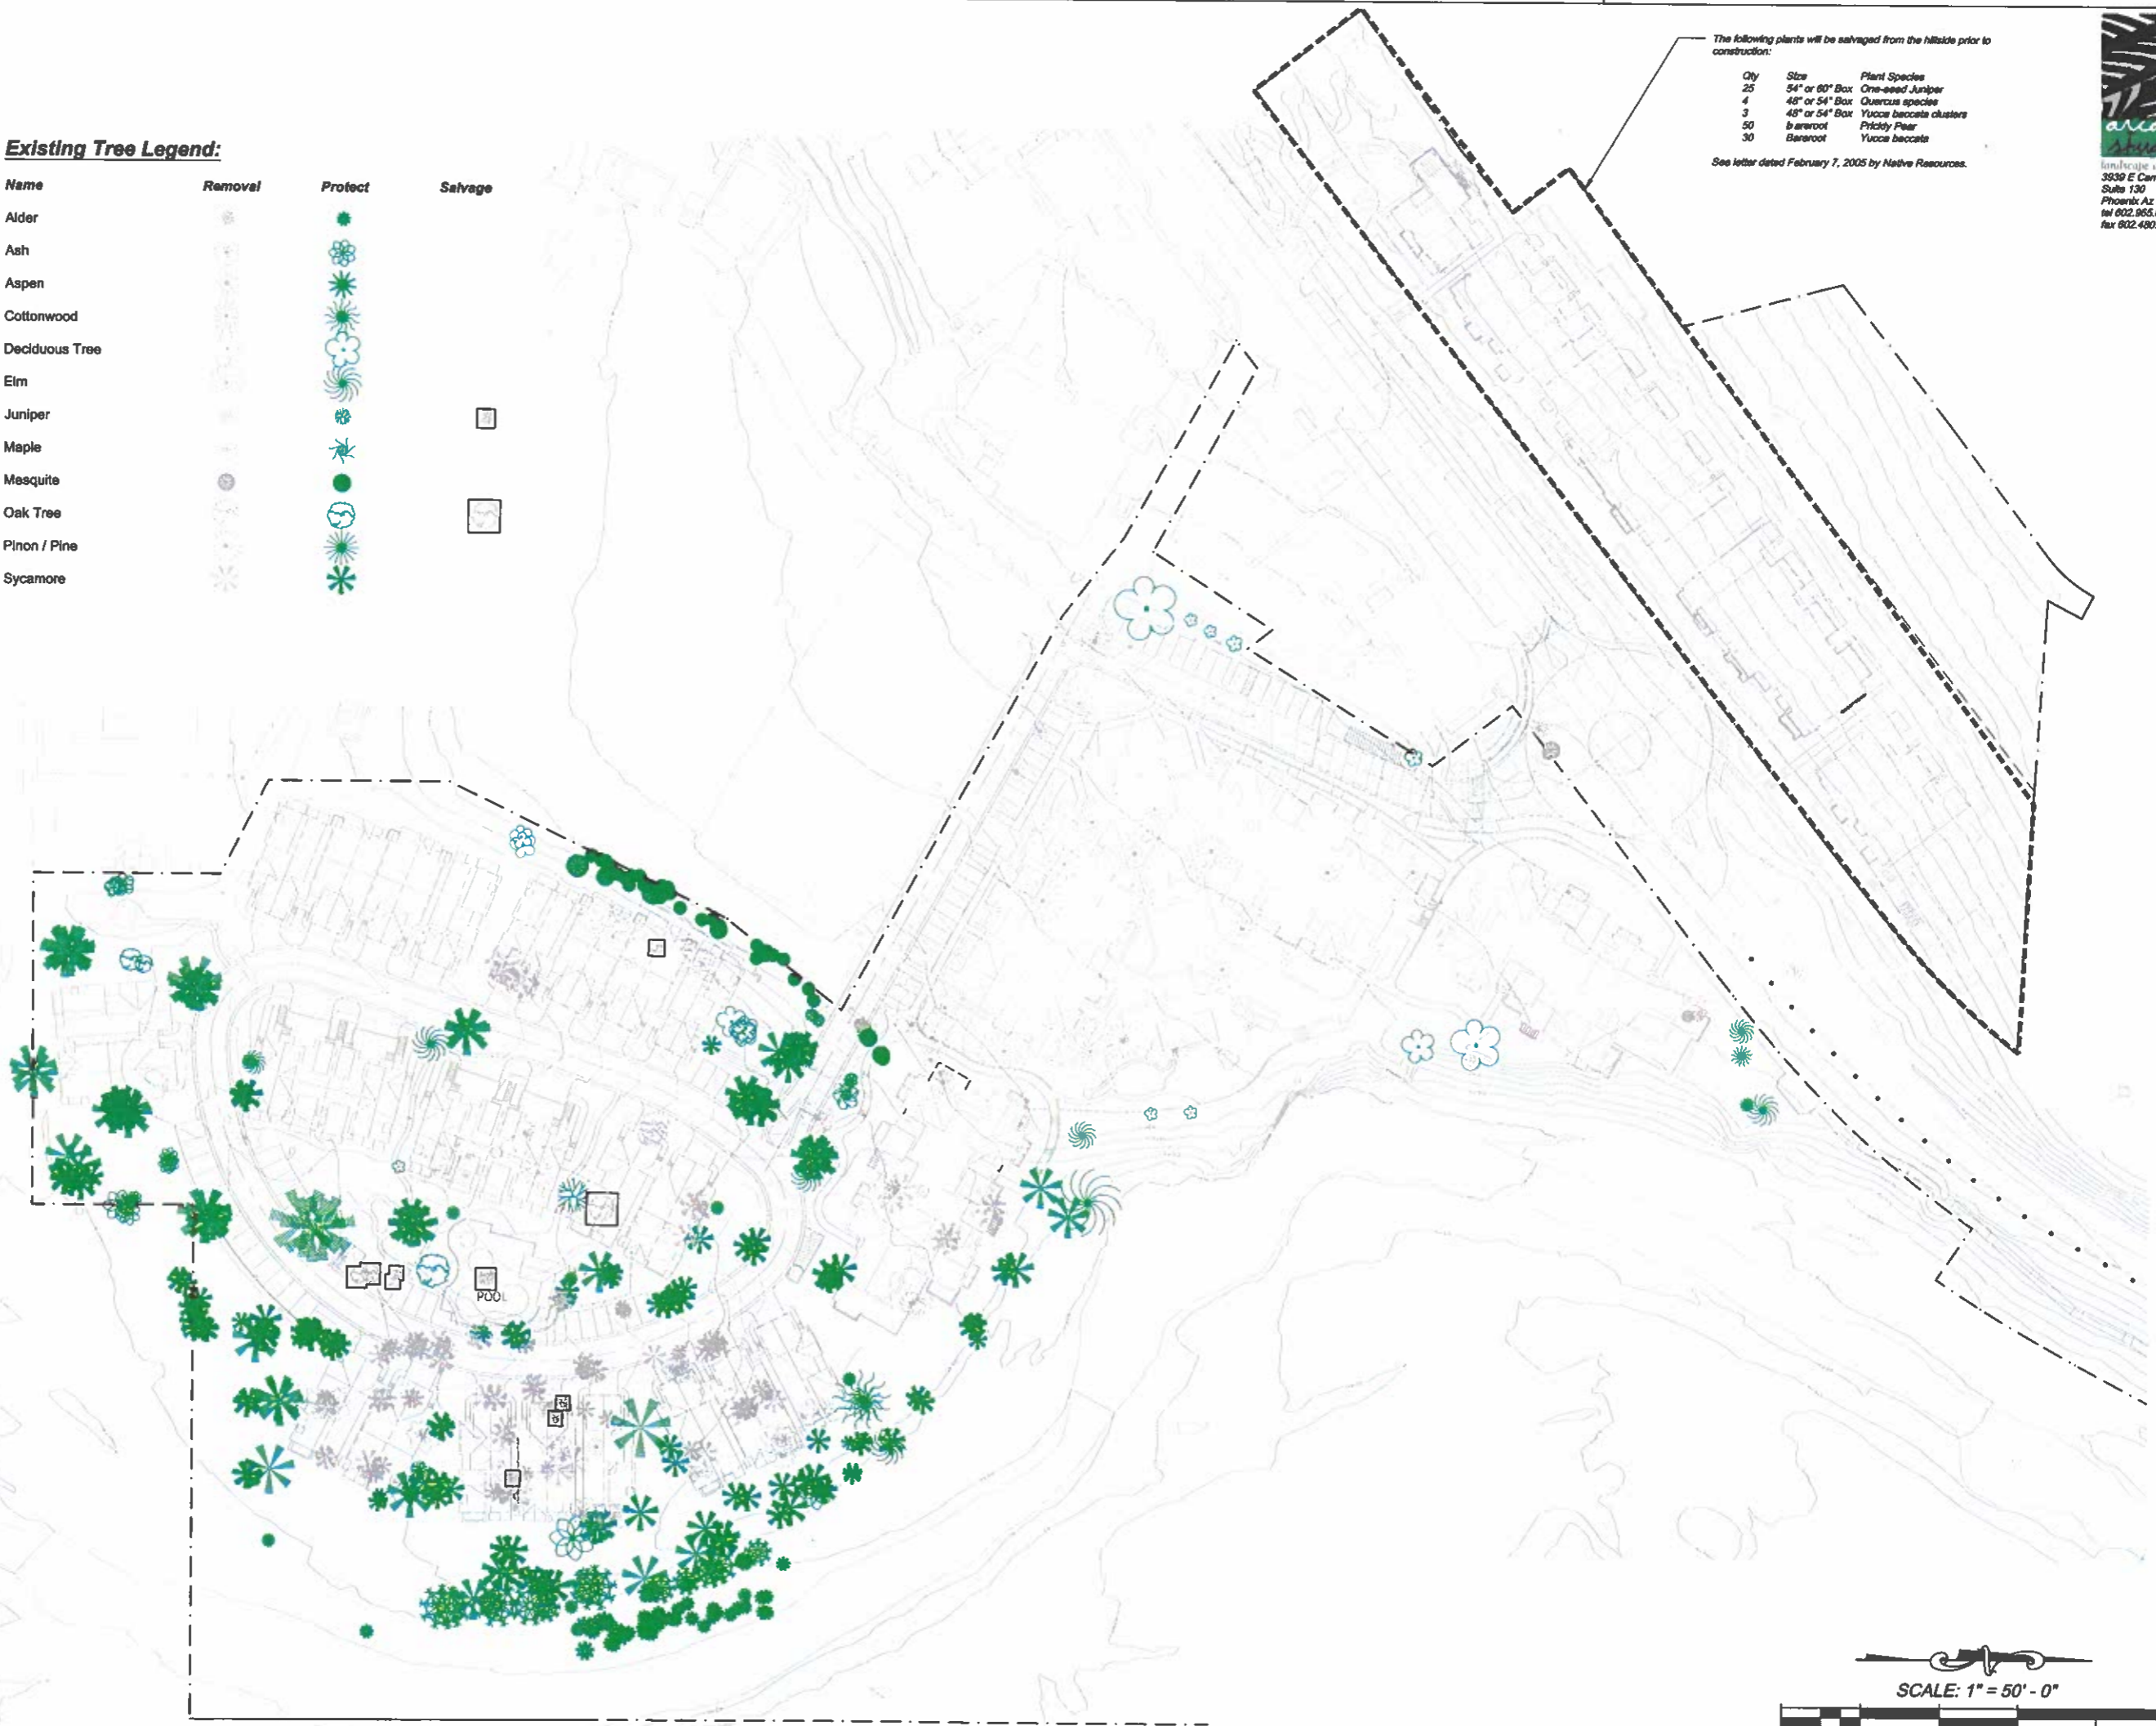 The following plants will be salvaged from the hillside prior to
construction:
Qty Size Plant Species
25 54" or 60" Box One-seed Juniper
4 48" or 54" Box Quercus species
3 48" or 54" Box Yucca baccata clusters
50 bareroot Prickly Pear
30 Bareroot Yucca baccata
See letter dated February 7, 2005 by Native Resources.
3939 E Cam
Suite 130
Phoenix Az
Existing Tree Legend:
Name Removal Protect Salvage
Alder
Ash
Aspen
Cottonwood
Deciduous Tree
Elm
Juniper
Maple
Mesquite
Oak Tree
Pinon / Pine
Sycamore
POOL
SCALE: 1" = 50' - 0"